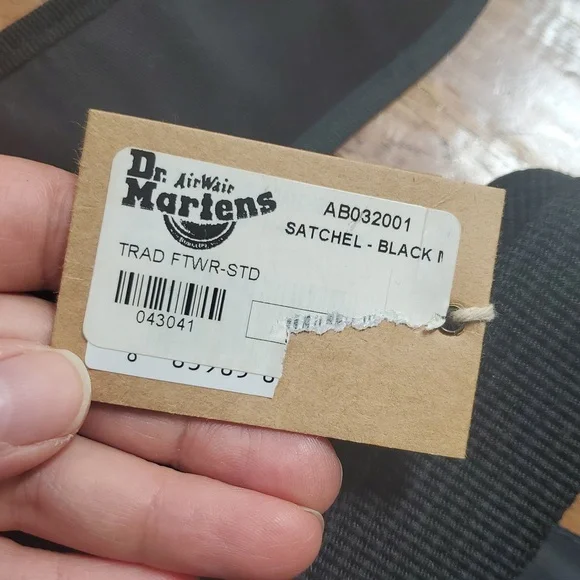 Dr. AirWair
Martens
AB032001
SATCHEL - BLACK
TRAD FTWR-STD
043041